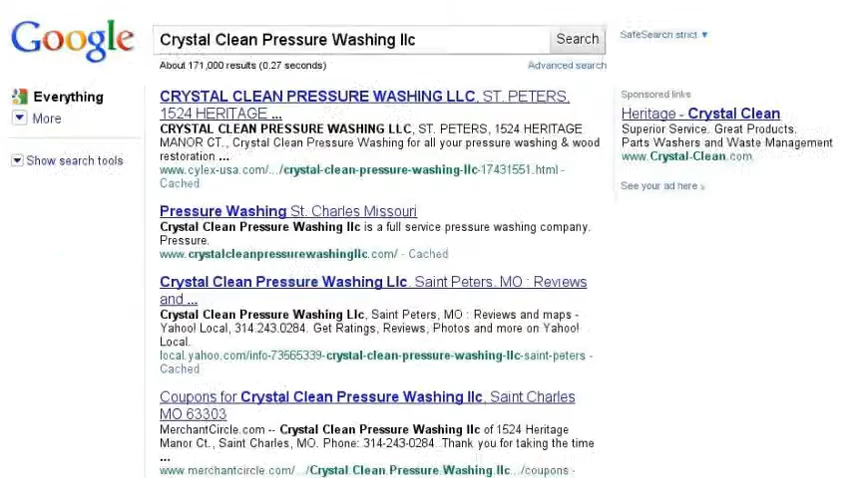 Google
Crystal Clean Pressure Washing llc
Search
SafeSearch strict ▼
About 171,000 results (0.27 seconds)
Advanced search
Everything
More
Show search tools
CRYSTAL CLEAN PRESSURE WASHING LLC, ST. PETERS,
1524 HERITAGE ...
CRYSTAL CLEAN PRESSURE WASHING LLC, ST. PETERS, 1524 HERITAGE
MANOR CT., Crystal Clean Pressure Washing for all your pressure washing & wood
restoration ...
www.cylex-usa.com/.../crystal-clean-pressure-washing-llc-17431551.html -
Cached
Pressure Washing St. Charles Missouri
Crystal Clean Pressure Washing llc is a full service pressure washing company.
Pressure.
www.crystalcleanpressurewashingllc.com/ - Cached
Crystal Clean Pressure Washing Llc, Saint Peters, MO : Reviews
and ...
Crystal Clean Pressure Washing Llc, Saint Peters, MO : Reviews and maps -
Yahoo! Local, 314.243.0284. Get Ratings, Reviews, Photos and more on Yahoo!
Local.
local.yahoo.com/info-73565339-crystal-clean-pressure-washing-llc-saint-peters -
Cached
Coupons for Crystal Clean Pressure Washing llc, Saint Charles
MO 63303
MerchantCircle.com -- Crystal Clean Pressure Washing llc of 1524 Heritage
Manor Ct., Saint Charles, MO. Phone: 314-243-0284. Thank you for taking the time
...
www.merchantcircle.com/.../Crystal.Clean.Pressure.Washing.llc.../coupons -
Sponsored links
Heritage - Crystal Clean
Superior Service. Great Products.
Parts Washers and Waste Management
www.Crystal-Clean.com
See your ad here »